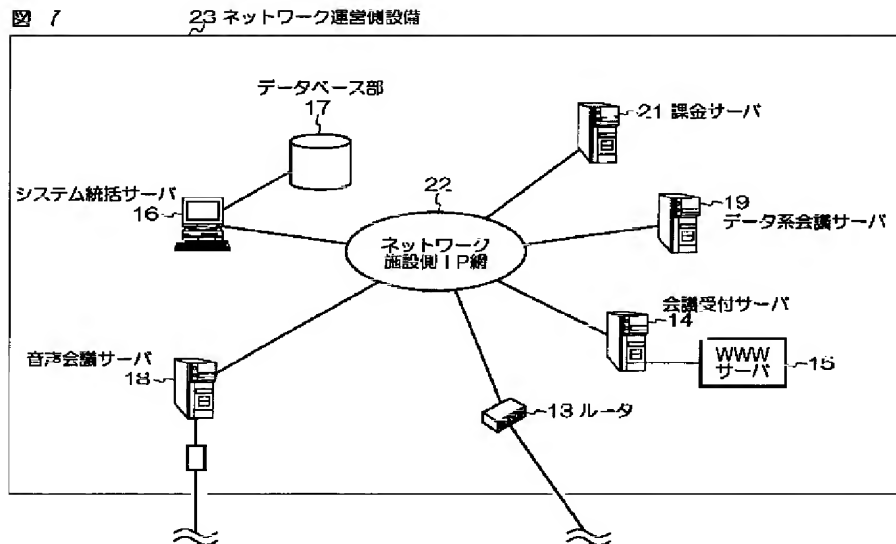 図 7
23 ネットワーク運営側設備
データベース部
17
21 課金サーバ
システム統括サーバ
16
22
19
データ系会議サーバ
ネットワーク
施設側IP網
会議受付サーバ
14
WWW
サーバ
15
音声会議サーバ
18
13 ルータ